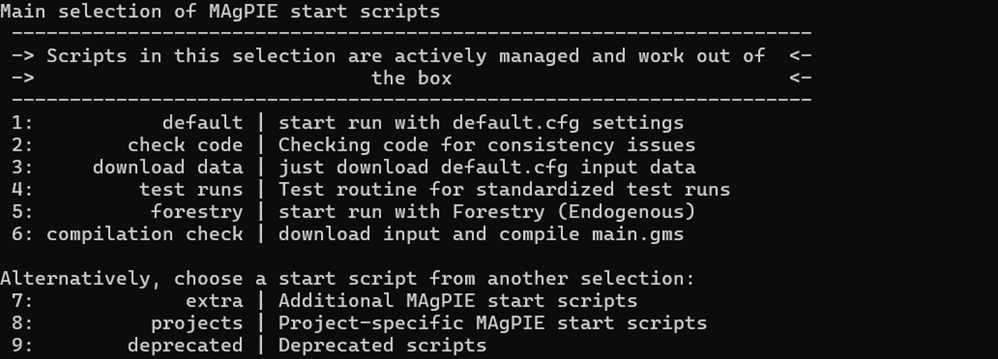 Main selection of MAgPIE start scripts
----------------------------------------------------------------------
-> Scripts in this selection are actively managed and work out of  <-
->                             the box                             <-
----------------------------------------------------------------------
1:           default | start run with default.cfg settings
2:        check code | Checking code for consistency issues
3:     download data | just download default.cfg input data
4:         test runs | Test routine for standardized test runs
5:          forestry | start run with Forestry (Endogenous)
6: compilation check | download input and compile main.gms

Alternatively, choose a start script from another selection:
7:             extra | Additional MAgPIE start scripts
8:          projects | Project-specific MAgPIE start scripts
9:        deprecated | Deprecated scripts